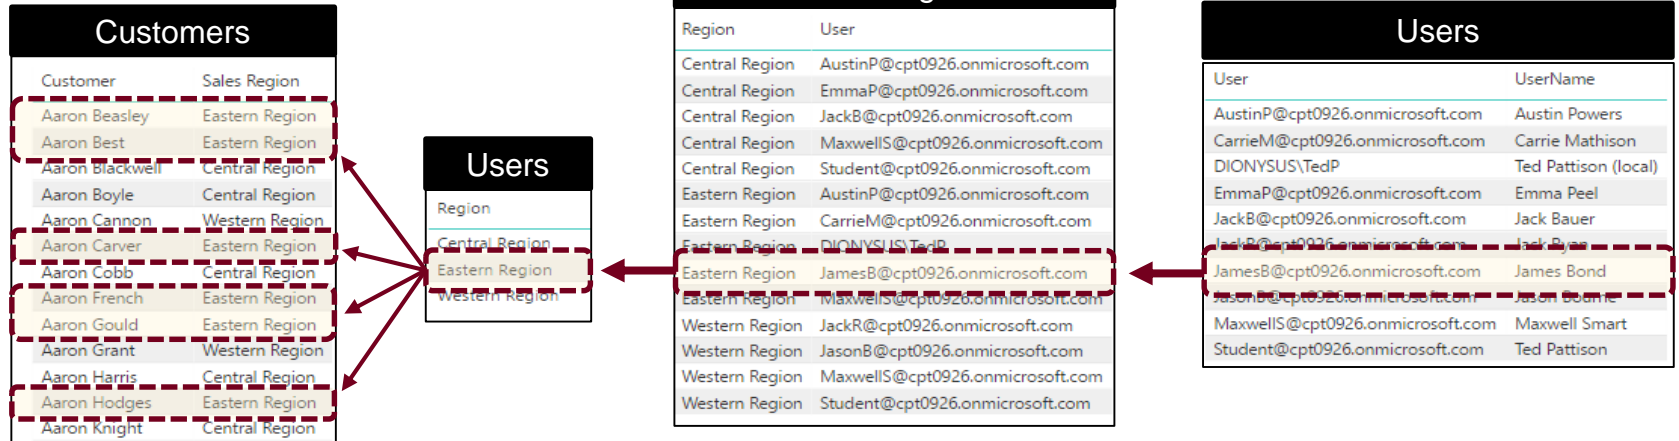 Customers
Customer Sales Region
Aaron Beasley Eastern Region
Aaron Best Eastern Region
Aaron Blackwell Central Region
Aaron Boyle Central Region
Aaron Cannon Western Region
Aaron Carver Eastern Region
Aaron Cobb Central Region
Aaron French Eastern Region
Aaron Gould Eastern Region
Aaron Grant Western Region
Aaron Harris Central Region
Aaron Hodges Eastern Region
Aaron Knight Central Region
Users
Region
Central Region
Eastern Region
Western Region
Region User
Central Region AustinP@cpt0926.onmicrosoft.com
Central Region EmmaP@cpt0926.onmicrosoft.com
Central Region JackB@cpt0926.onmicrosoft.com
Central Region MaxwellS@cpt0926.onmicrosoft.com
Central Region Student@cpt0926.onmicrosoft.com
Eastern Region AustinP@cpt0926.onmicrosoft.com
Eastern Region CarrieM@cpt0926.onmicrosoft.com
Eastern Region DIONYSUS\TedP
Eastern Region JamesB@cpt0926.onmicrosoft.com
Eastern Region MaxwellS@cpt0926.onmicrosoft.com
Western Region JackR@cpt0926.onmicrosoft.com
Western Region JasonB@cpt0926.onmicrosoft.com
Western Region MaxwellS@cpt0926.onmicrosoft.com
Western Region Student@cpt0926.onmicrosoft.com
Users
User UserName
AustinP@cpt0926.onmicrosoft.com Austin Powers
CarrieM@cpt0926.onmicrosoft.com Carrie Mathison
DIONYSUS\TedP Ted Pattison (local)
EmmaP@cpt0926.onmicrosoft.com Emma Peel
JackB@cpt0926.onmicrosoft.com Jack Bauer
JackR@cpt0926.onmicrosoft.com Jack Ryan
JamesB@cpt0926.onmicrosoft.com James Bond
JasonB@cpt0926.onmicrosoft.com Jason Bourne
MaxwellS@cpt0926.onmicrosoft.com Maxwell Smart
Student@cpt0926.onmicrosoft.com Ted Pattison